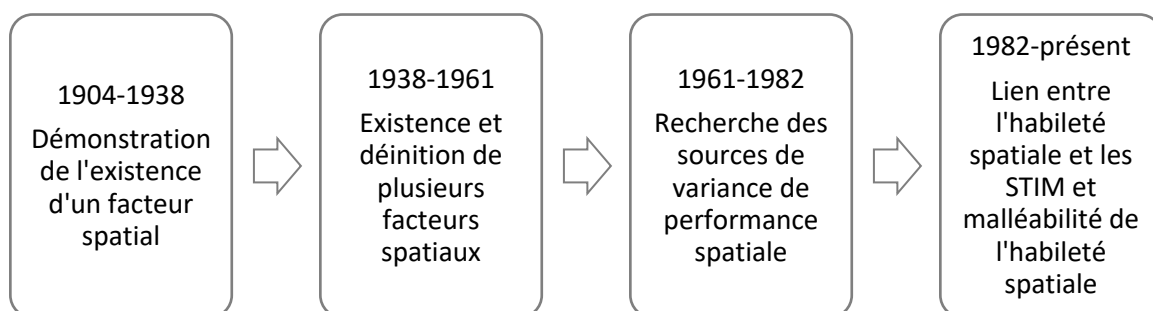 1904-1938
Démonstration
de l'existence
d'un facteur
spatial
1938-1961
Existence et
déinition de
plusieurs
facteurs
spatiaux
1961-1982
Recherche des
sources de
variance de
performance
spatiale
1982-présent
Lien entre
l'habileté
spatiale et les
STIM et
malléabilité de
l'habileté
spatiale